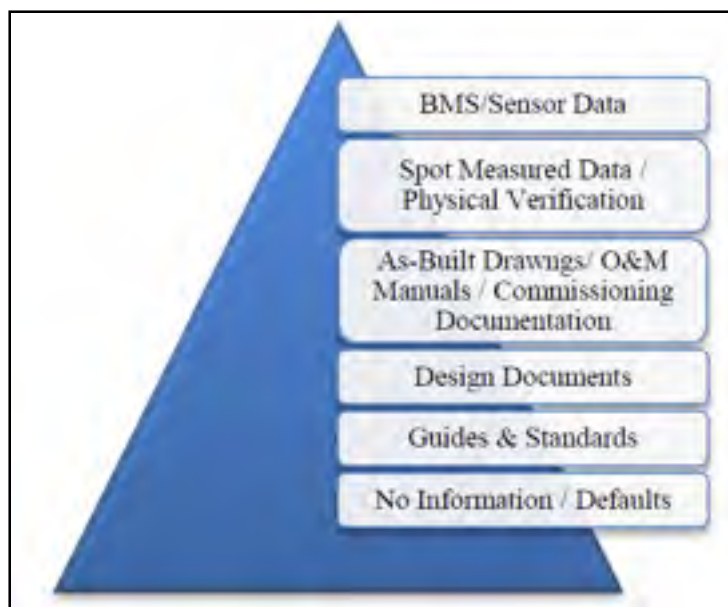 BMS/Sensor Data
Spot Measured Data /
Physical Verification
As-Built Drawngs/ O&M
Manuals / Commissioning
Documentation
Design Documents
Guides & Standards
No Information / Defaults